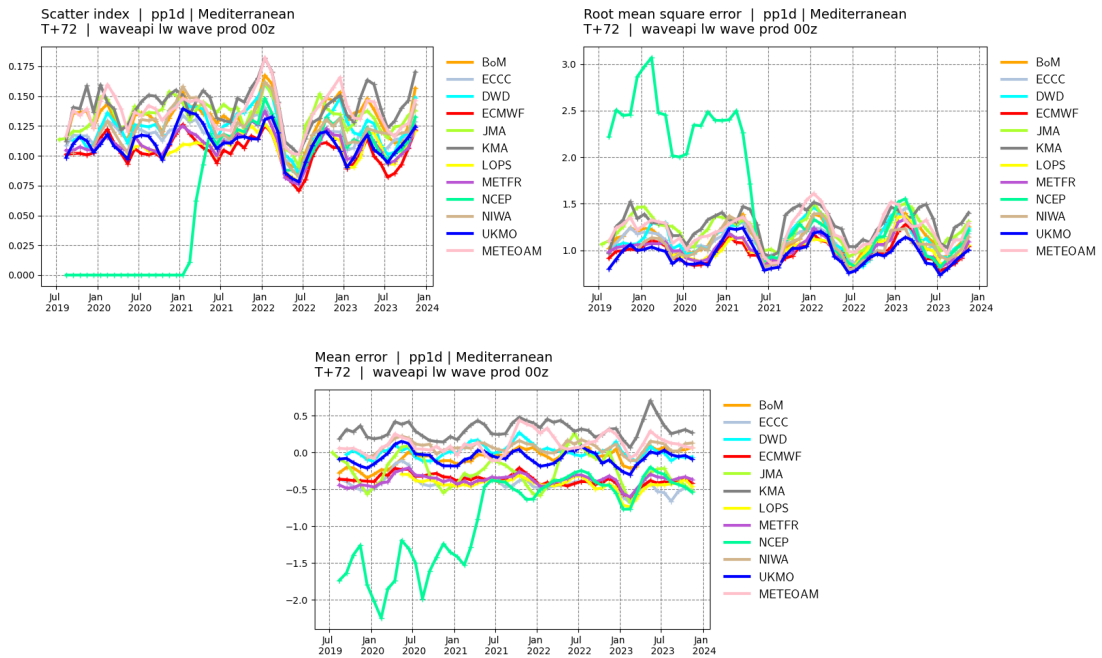 Scatter index | pp1d | Mediterranean
T+72 | waveapi lw wave prod 00z
0.175
0.150
0.125
0.100
0.075
0.050
0.025
0.000
Jul 2019
Jan 2020
Jul 2020
Jan 2021
Jul 2021
Jan 2022
Jul 2022
Jan 2023
Jul 2023
Jan 2024
BoM
ECCC
DWD
ECMWF
JMA
KMA
LOPS
METFR
NCEP
NIWA
UKMO
METEOAM
Root mean square error | pp1d | Mediterranean
T+72 | waveapi lw wave prod 00z
3.0
2.5
2.0
1.5
1.0
Jul 2019
Jan 2020
Jul 2020
Jan 2021
Jul 2021
Jan 2022
Jul 2022
Jan 2023
Jul 2023
Jan 2024
BoM
ECCC
DWD
ECMWF
JMA
KMA
LOPS
METFR
NCEP
NIWA
UKMO
METEOAM
Mean error | pp1d | Mediterranean
T+72 | waveapi lw wave prod 00z
0.5
0.0
−0.5
−1.0
−1.5
−2.0
Jul 2019
Jan 2020
Jul 2020
Jan 2021
Jul 2021
Jan 2022
Jul 2022
Jan 2023
Jul 2023
Jan 2024
BoM
ECCC
DWD
ECMWF
JMA
KMA
LOPS
METFR
NCEP
NIWA
UKMO
METEOAM